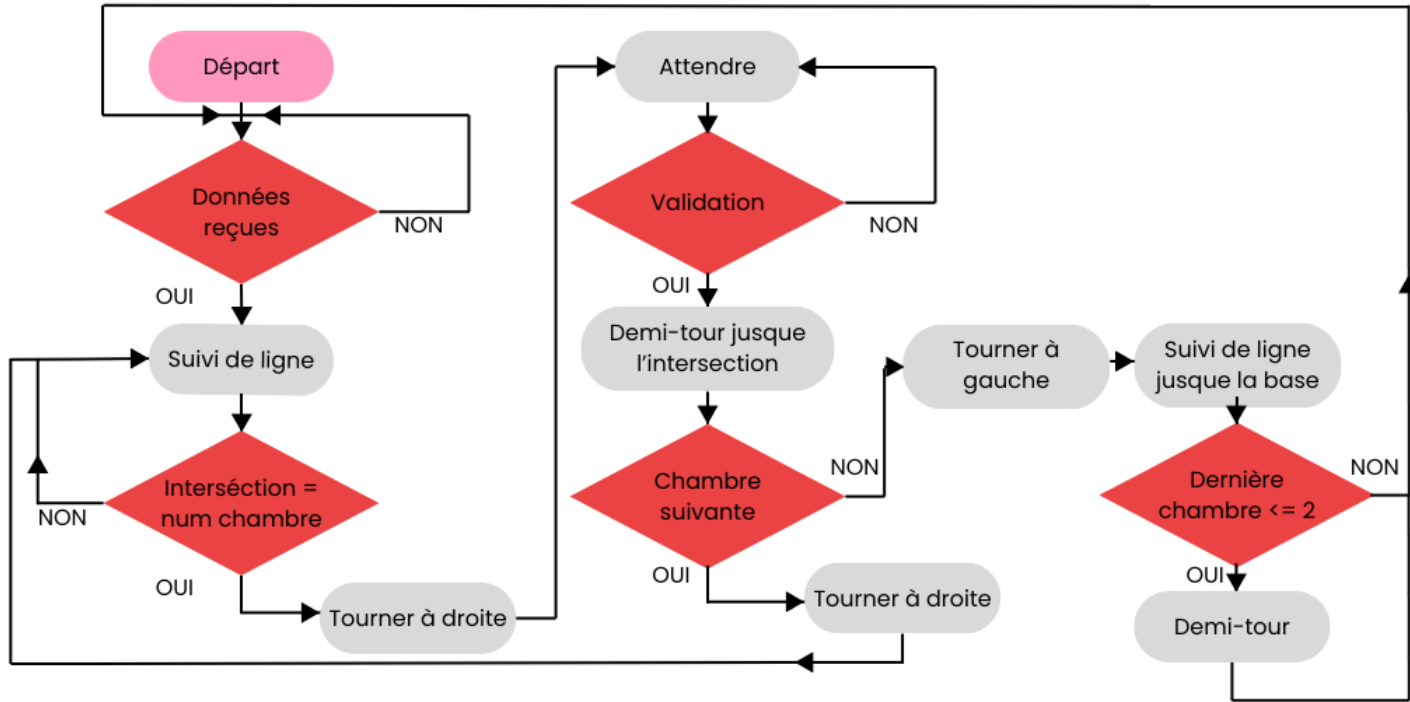 Départ
Données
reçues
NON
OUI
Suivi de ligne
Interséction =
num chambre
NON
OUI
Tourner à droite
Attendre
Validation
NON
OUI
Demi-tour jusque
l'intersection
Chambre
suivante
NON
OUI
Tourner à droite
Tourner à
gauche
Suivi de ligne
jusque la base
Dernière
chambre <= 2
NON
OUI
Demi-tour